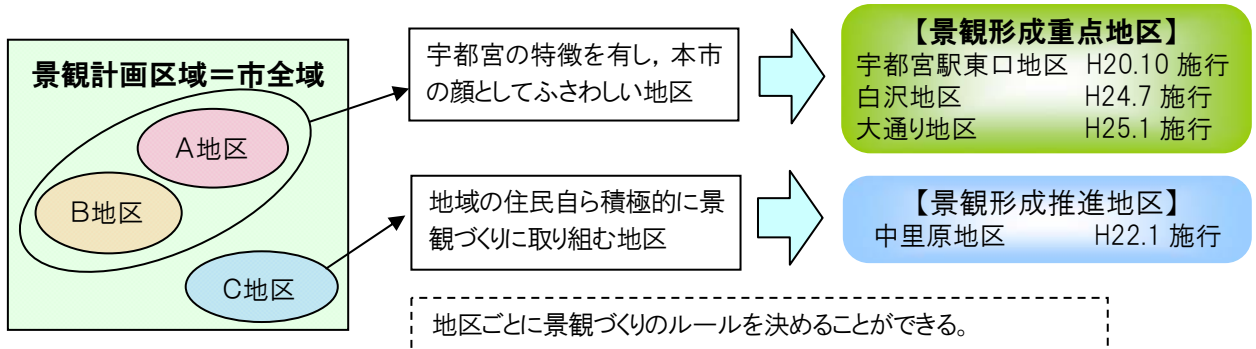 景観計画区域＝市全域
A地区
B地区
C地区
宇都宮の特徴を有し，本市
の顔としてふさわしい地区
【景観形成重点地区】
宇都宮駅東口地区 H20.10 施行
白沢地区 H24.7 施行
大通り地区 H25.1 施行
地域の住民自ら積極的に景
観づくりに取り組む地区
【景観形成推進地区】
中里原地区 H22.1 施行
地区ごとに景観づくりのルールを決めることができる。